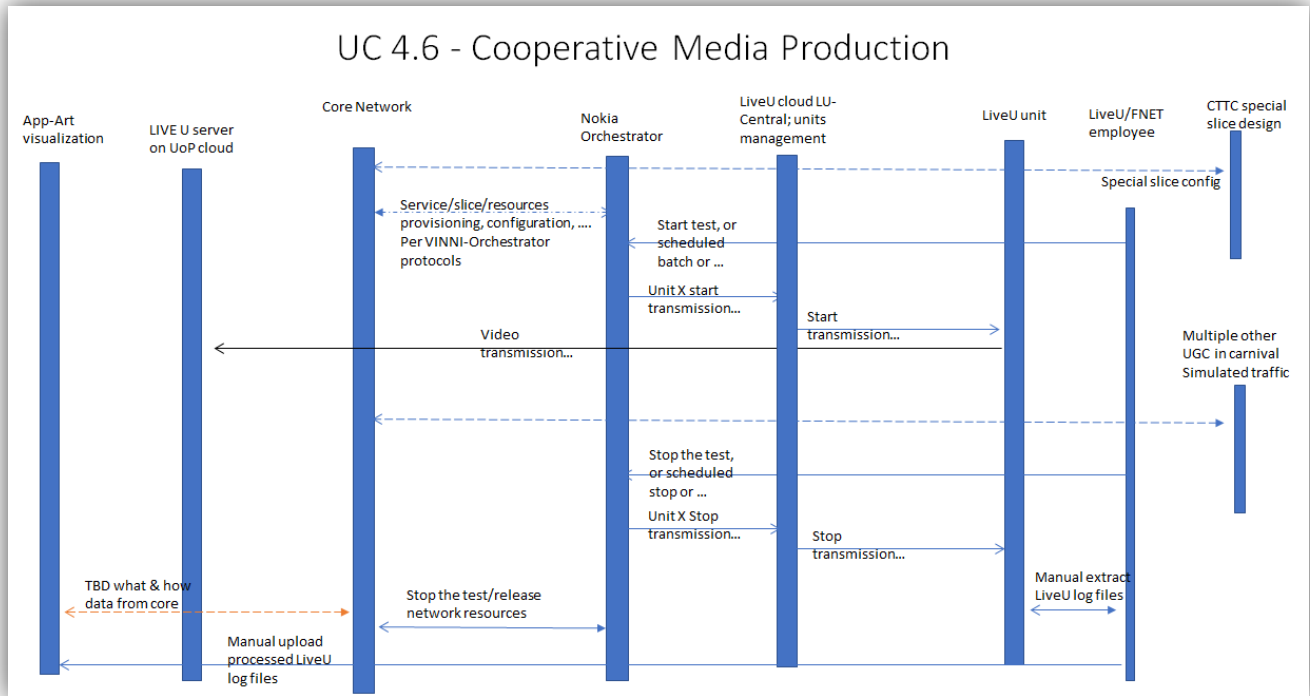 UC 4.6 - Cooperative Media Production
App-Art
visualization
LIVE U server
on UoP cloud
Core Network
Nokia
Orchestrator
LiveU cloud LU-
Central; units
management
LiveU unit
LiveU/FNET
employee
CTTC special
slice design
Special slice config
Service/slice/resources
provisioning, configuration, ....
Per VINNI-Orchestrator
protocols
Start test, or
scheduled
batch or ...
Unit X start
transmission...
Start
transmission...
Video
transmission...
Multiple other
UGC in carnival
Simulated traffic
Stop the test,
or scheduled
stop or ...
Unit X Stop
transmission...
Stop
transmission...
TBD what & how
data from core
Stop the test/release
network resources
Manual extract
LiveU log files
Manual upload
processed LiveU
log files